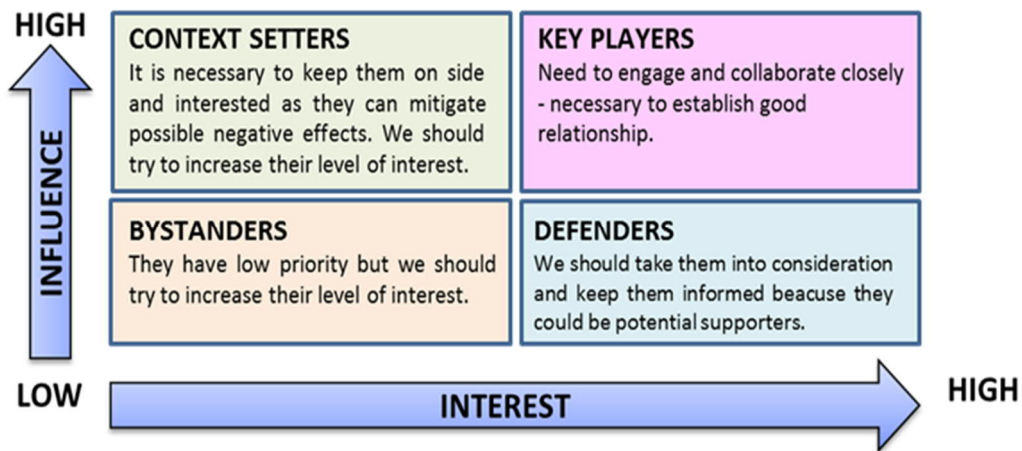 HIGH
INFLUENCE
LOW
CONTEXT SETTERS
It is necessary to keep them on side
and interested as they can mitigate
possible negative effects. We should
try to increase their level of interest.
KEY PLAYERS
Need to engage and collaborate closely
- necessary to establish good
relationship.
BYSTANDERS
They have low priority but we should
try to increase their level of interest.
DEFENDERS
We should take them into consideration
and keep them informed beacuse they
could be potential supporters.
INTEREST
HIGH